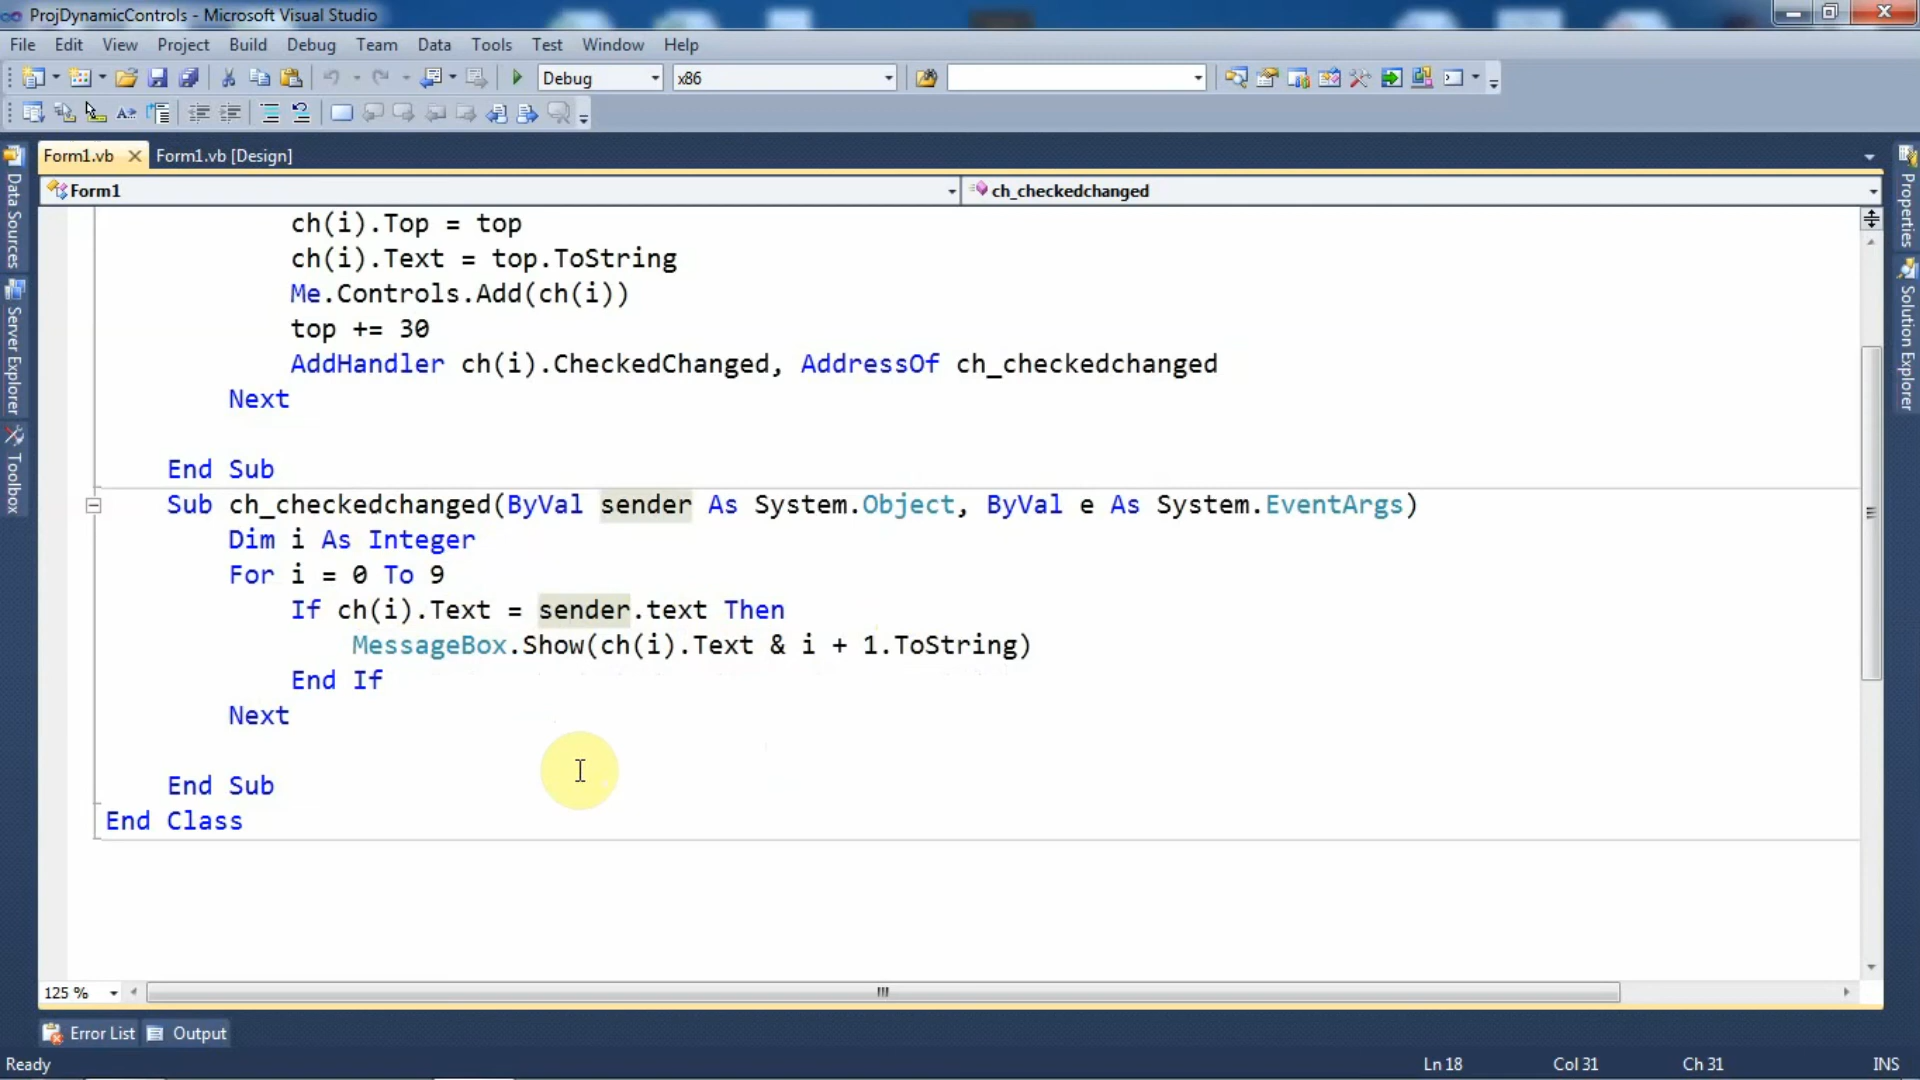 ProjDynamicControls - Microsoft Visual Studio
File Edit View Project Build Debug Team Data Tools Test Window Help
Debug x86
Form1.vb Form1.vb [Design]
Form1 ch_checkedchanged
Data Sources
Server Explorer
Toolbox
Properties
Solution Explorer
ch(i).Top = top
ch(i).Text = top.ToString
Me.Controls.Add(ch(i))
top += 30
AddHandler ch(i).CheckedChanged, AddressOf ch_checkedchanged
Next
End Sub
Sub ch_checkedchanged(ByVal sender As System.Object, ByVal e As System.EventArgs)
Dim i As Integer
For i = 0 To 9
If ch(i).Text = sender.text Then
MessageBox.Show(ch(i).Text & i + 1.ToString)
End If
Next
End Sub
End Class
125 %
Error List Output
Ready Ln 18 Col 31 Ch 31 INS